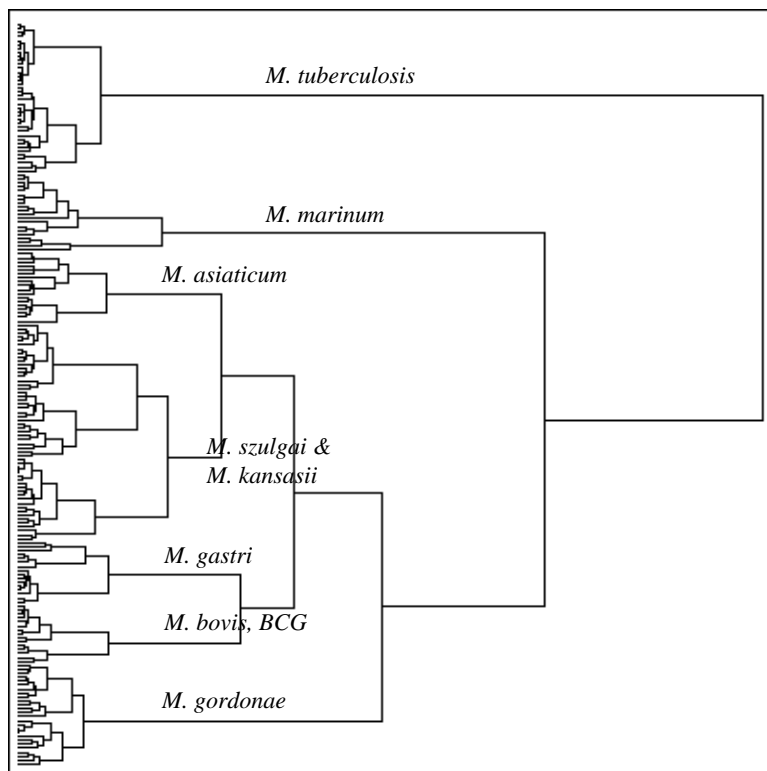 M. tuberculosis
M. marinum
M. asiaticum
M. szulgai &
M. kansasii
M. gastri
M. bovis, BCG
M. gordonae